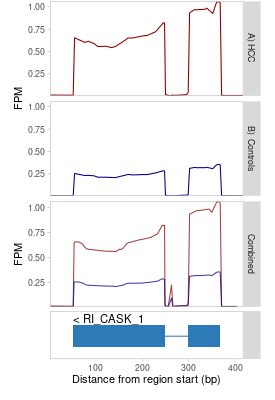 1.00
0.75
0.50
0.25
FPM
A) HCC
1.00
0.75
0.50
0.25
B) Controls
1.00
0.75
0.50
0.25
FPM
Combined
< RI_CASK_1
100 200 300 400
Distance from region start (bp)